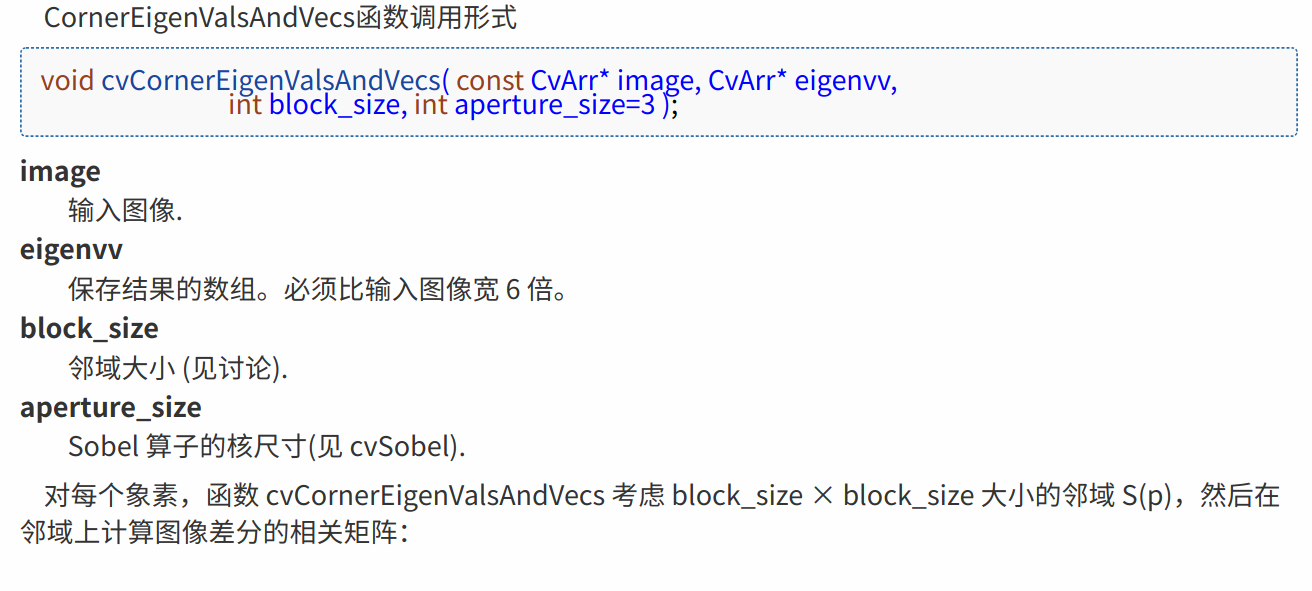 CornerEigenValsAndVecs函数调用形式
void cvCornerEigenValsAndVecs( const CvArr* image, CvArr* eigenvv,
int block_size, int aperture_size=3 );
image
输入图像.
eigenvv
保存结果的数组。必须比输入图像宽 6 倍。
block_size
邻域大小 (见讨论).
aperture_size
Sobel 算子的核尺寸(见 cvSobel).
对每个象素，函数 cvCornerEigenValsAndVecs 考虑 block_size × block_size 大小的邻域 S(p)，然后在
邻域上计算图像差分的相关矩阵：